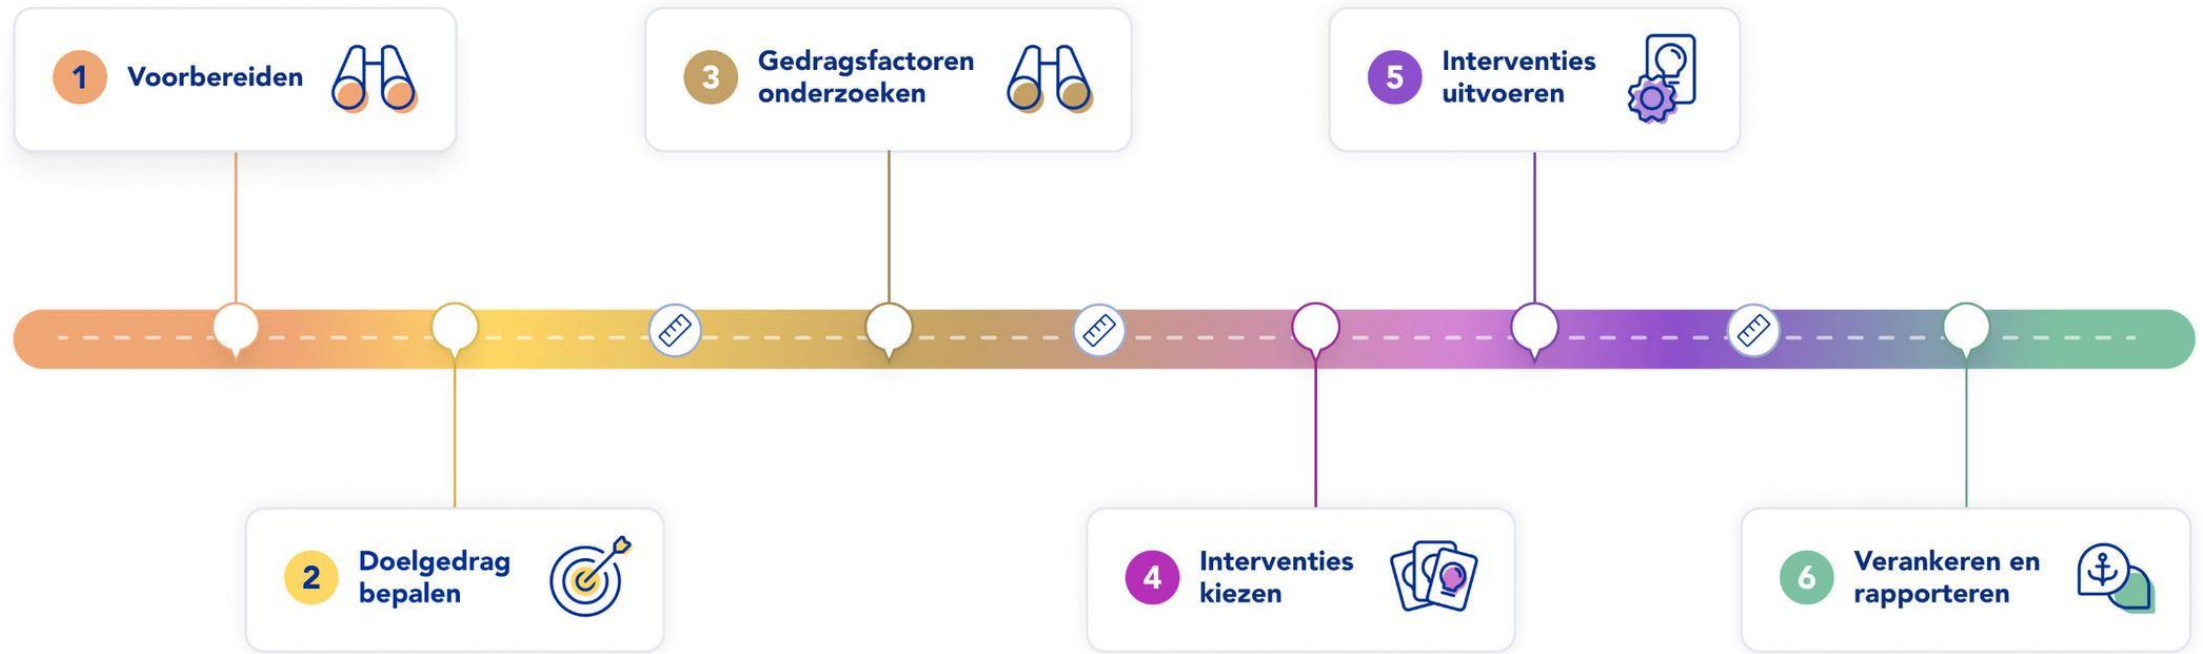 1
Voorbereiden
2
Doelgedrag
bepalen
3
Gedragsfactoren
onderzoeken
4
Interventies
kiezen
5
Interventies
uitvoeren
6
Verankeren en
rapporteren